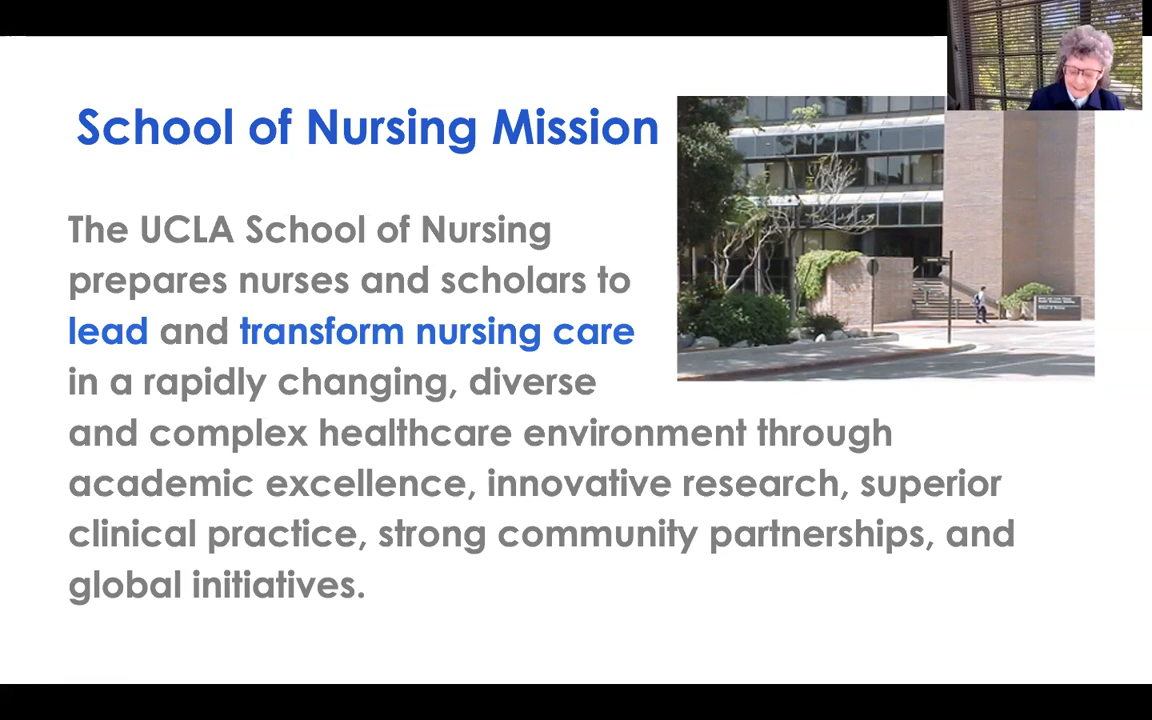 School of Nursing Mission
The UCLA School of Nursing
prepares nurses and scholars to
lead and transform nursing care
in a rapidly changing, diverse
and complex healthcare environment through
academic excellence, innovative research, superior
clinical practice, strong community partnerships, and
global initiatives.